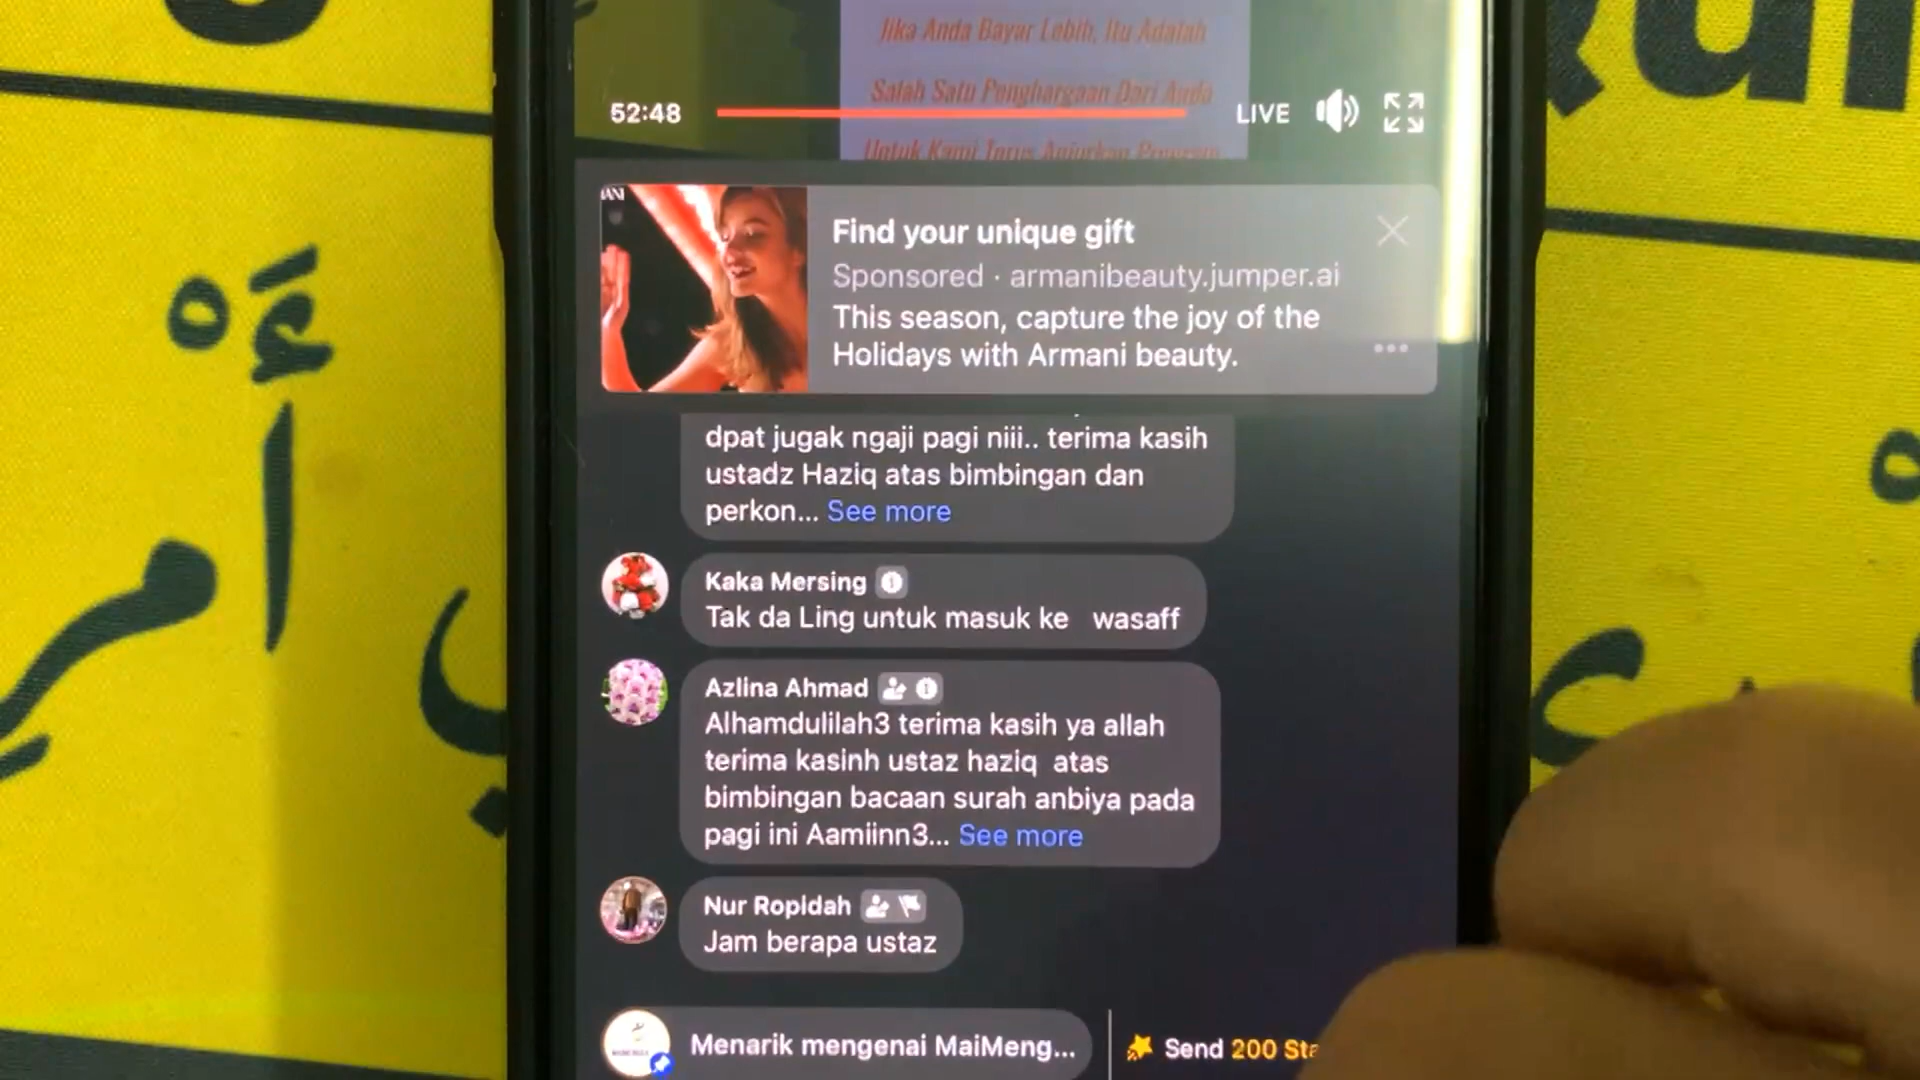 Jika Anda Bayar Lebih, Itu Adalah
Salah Satu Penghargaan Dari Anda
Untuk Kami Terus
52:48
LIVE
Find your unique gift
Sponsored · armanibeauty.jumper.ai
This season, capture the joy of the
Holidays with Armani beauty.
dpat jugak ngaji pagi niii.. terima kasih
ustadz Haziq atas bimbingan dan
perkon... See more
Kaka Mersing
Tak da Ling untuk masuk ke wasaff
Azlina Ahmad
Alhamdulilah3 terima kasih ya allah
terima kasinh ustaz haziq atas
bimbingan bacaan surah anbiya pada
pagi ini Aamiinn3... See more
Nur Ropidah
Jam berapa ustaz
Menarik mengenai MaiMeng...
Send 200 Sta